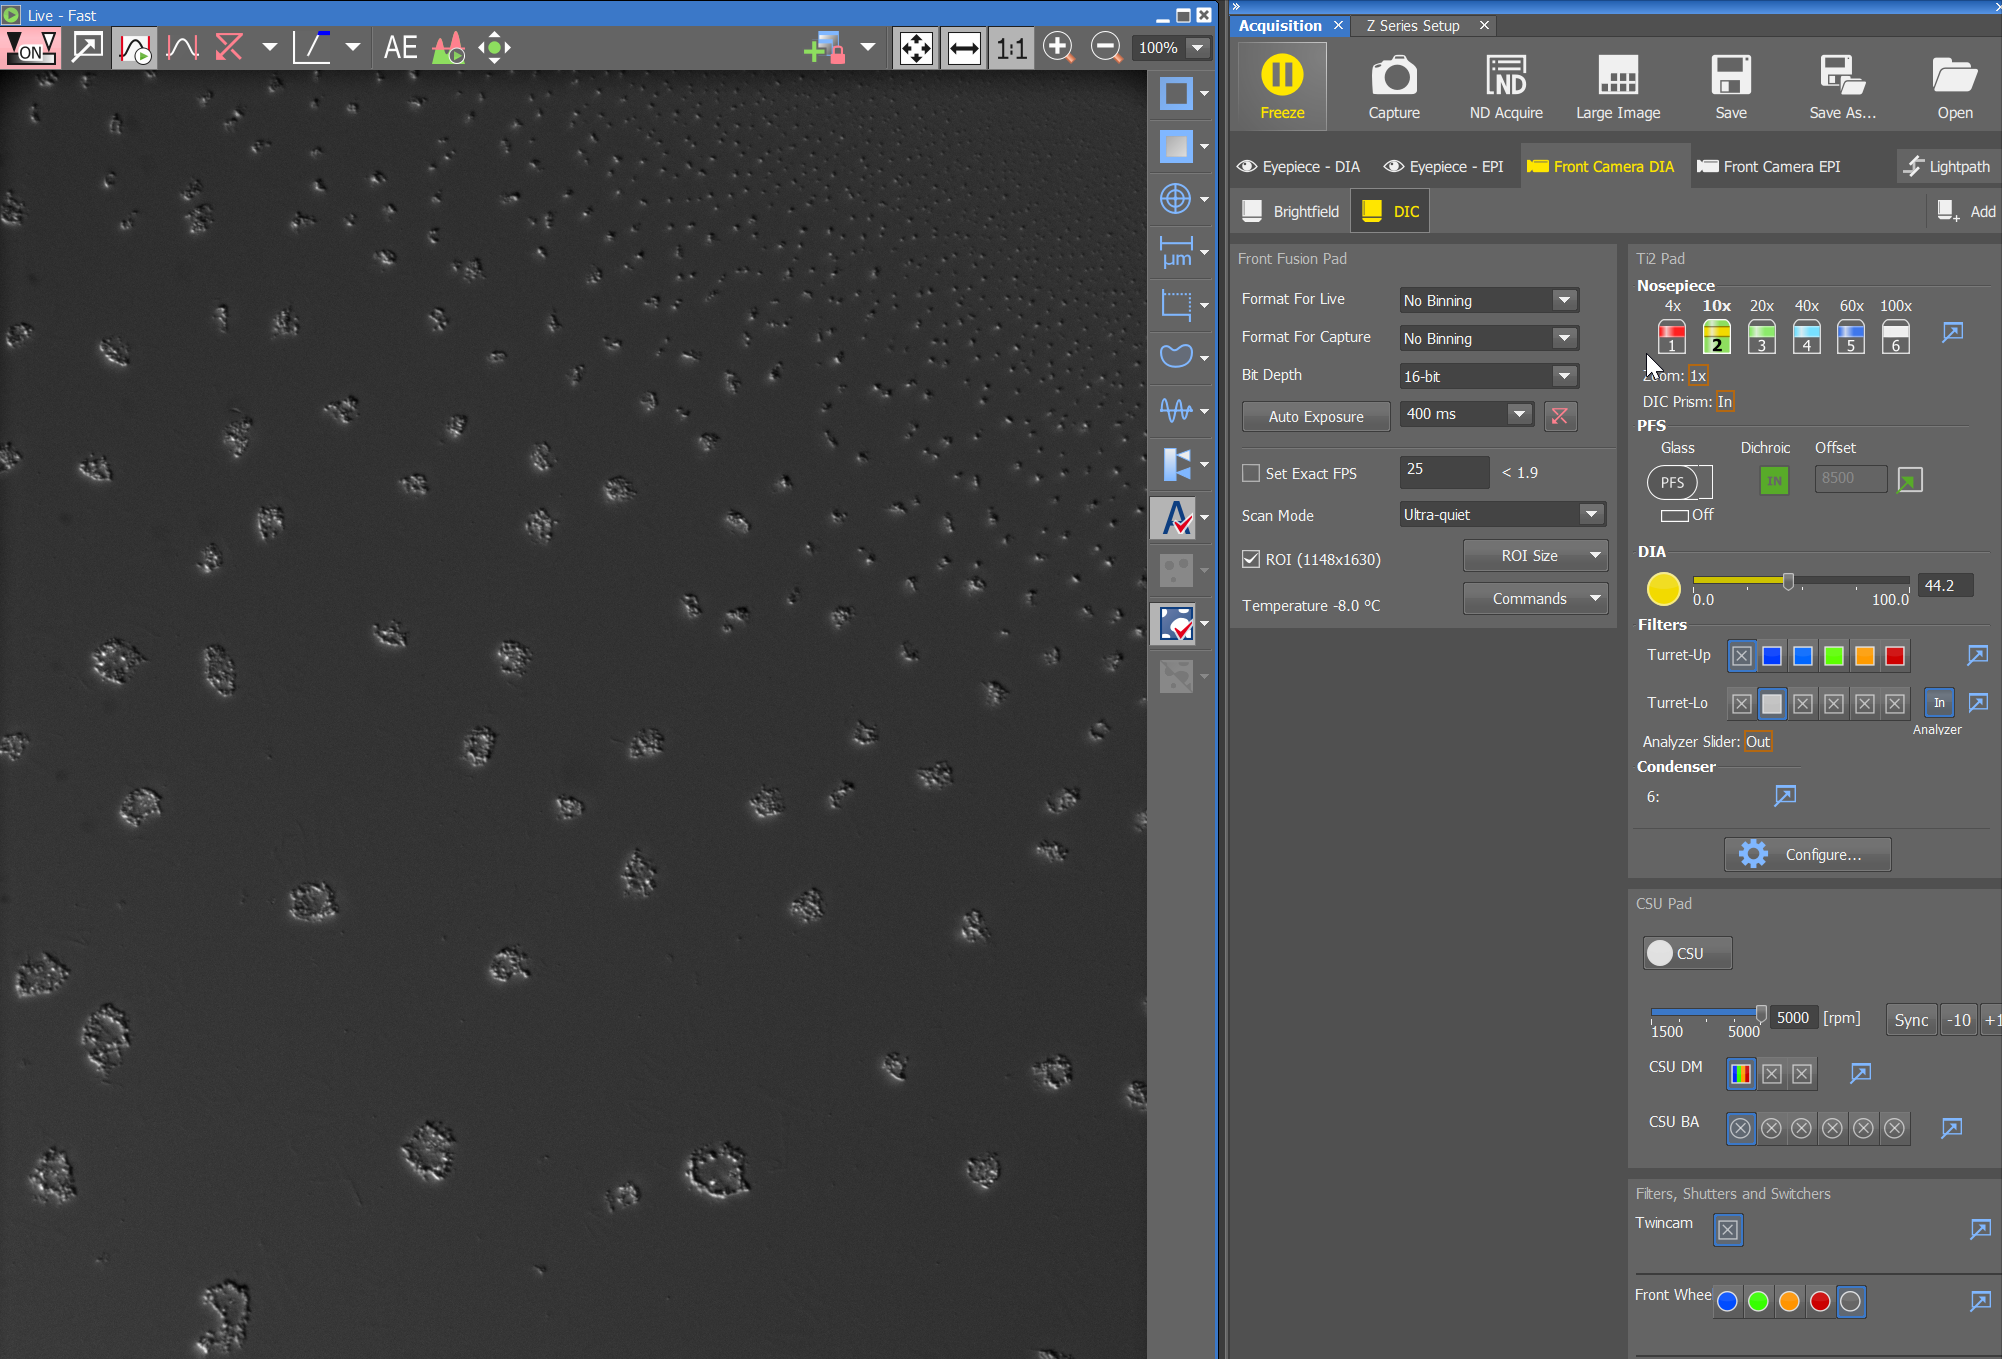 Live - Fast
ON
AE
1:1
100%
µm
A
»
Acquisition
Z Series Setup
Freeze
Capture
ND
ND Acquire
Large Image
Save
Save As...
Open
Eyepiece - DIA
Eyepiece - EPI
Front Camera DIA
Front Camera EPI
Lightpath
Brightfield
DIC
Add
Front Fusion Pad
Format For Live
No Binning
Format For Capture
No Binning
Bit Depth
16-bit
Auto Exposure
400 ms
Set Exact FPS
25
< 1.9
Scan Mode
Ultra-quiet
ROI (1148x1630)
ROI Size
Temperature -8.0 °C
Commands
Ti2 Pad
Nosepiece
4x 10x 20x 40x 60x 100x
1 2 3 4 5 6
Zoom: 1x
DIC Prism: In
PFS
Glass Dichroic Offset
PFS
IN
8500
Off
DIA
44.2
0.0 100.0
Filters
Turret-Up
Turret-Lo
In
Analyzer
Analyzer Slider: Out
Condenser
6:
Configure...
CSU Pad
CSU
5000 [rpm]
Sync -10 +1
1500 5000
CSU DM
CSU BA
Filters, Shutters and Switchers
Twincam
Front Whee